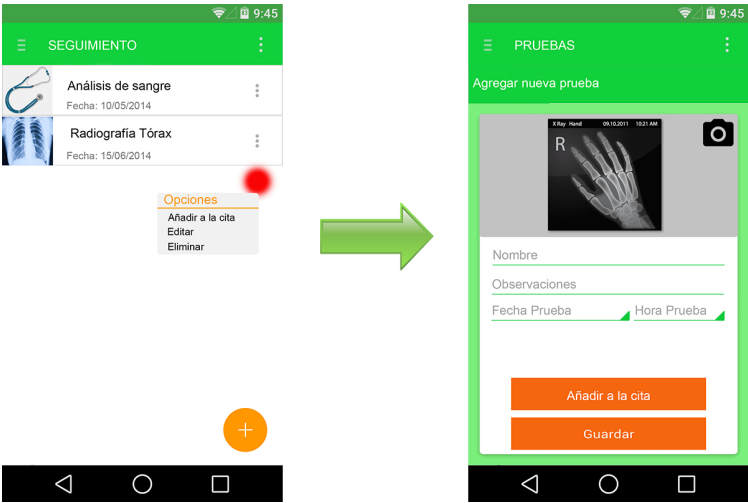 9:45
SEGUIMIENTO
Análisis de sangre
Fecha: 10/05/2014
Radiografía Tórax
Fecha: 15/06/2014
Opciones
Añadir a la cita
Editar
Eliminar
9:45
PRUEBAS
Agregar nueva prueba
X Ray Hand 09.10.2011 10:21 AM
R
Nombre
Observaciones
Fecha Prueba Hora Prueba
Añadir a la cita
Guardar